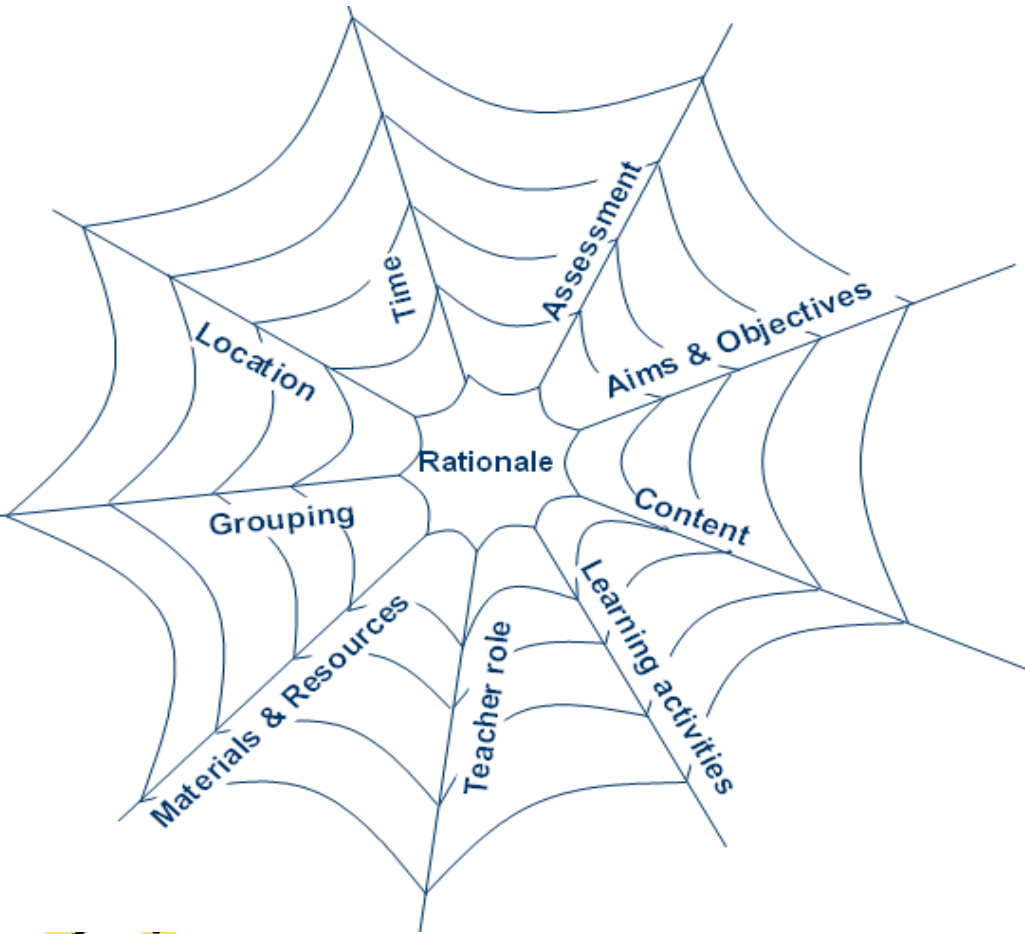 Time
Assessment
Aims & Objectives
Location
Rationale
Grouping
Content
Learning activities
Materials & Resources
Teacher role